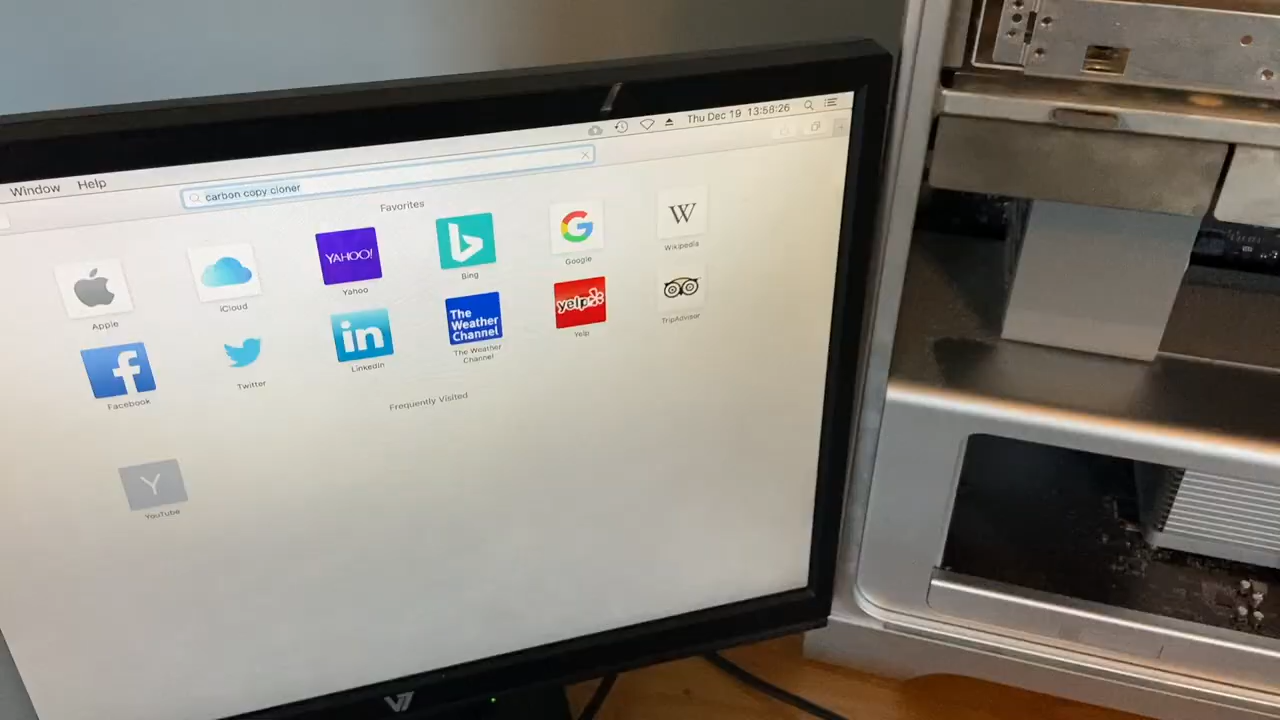 Thu Dec 19 13:58:26
Window Help
carbon copy cloner
Favorites
Apple
iCloud
YAHOO!
Yahoo
Bing
Google
W
Wikipedia
Facebook
Twitter
in
LinkedIn
The
Weather
Channel
The Weather
Channel
yelp
Yelp
TripAdvisor
Frequently Visited
Y
YouTube
V7